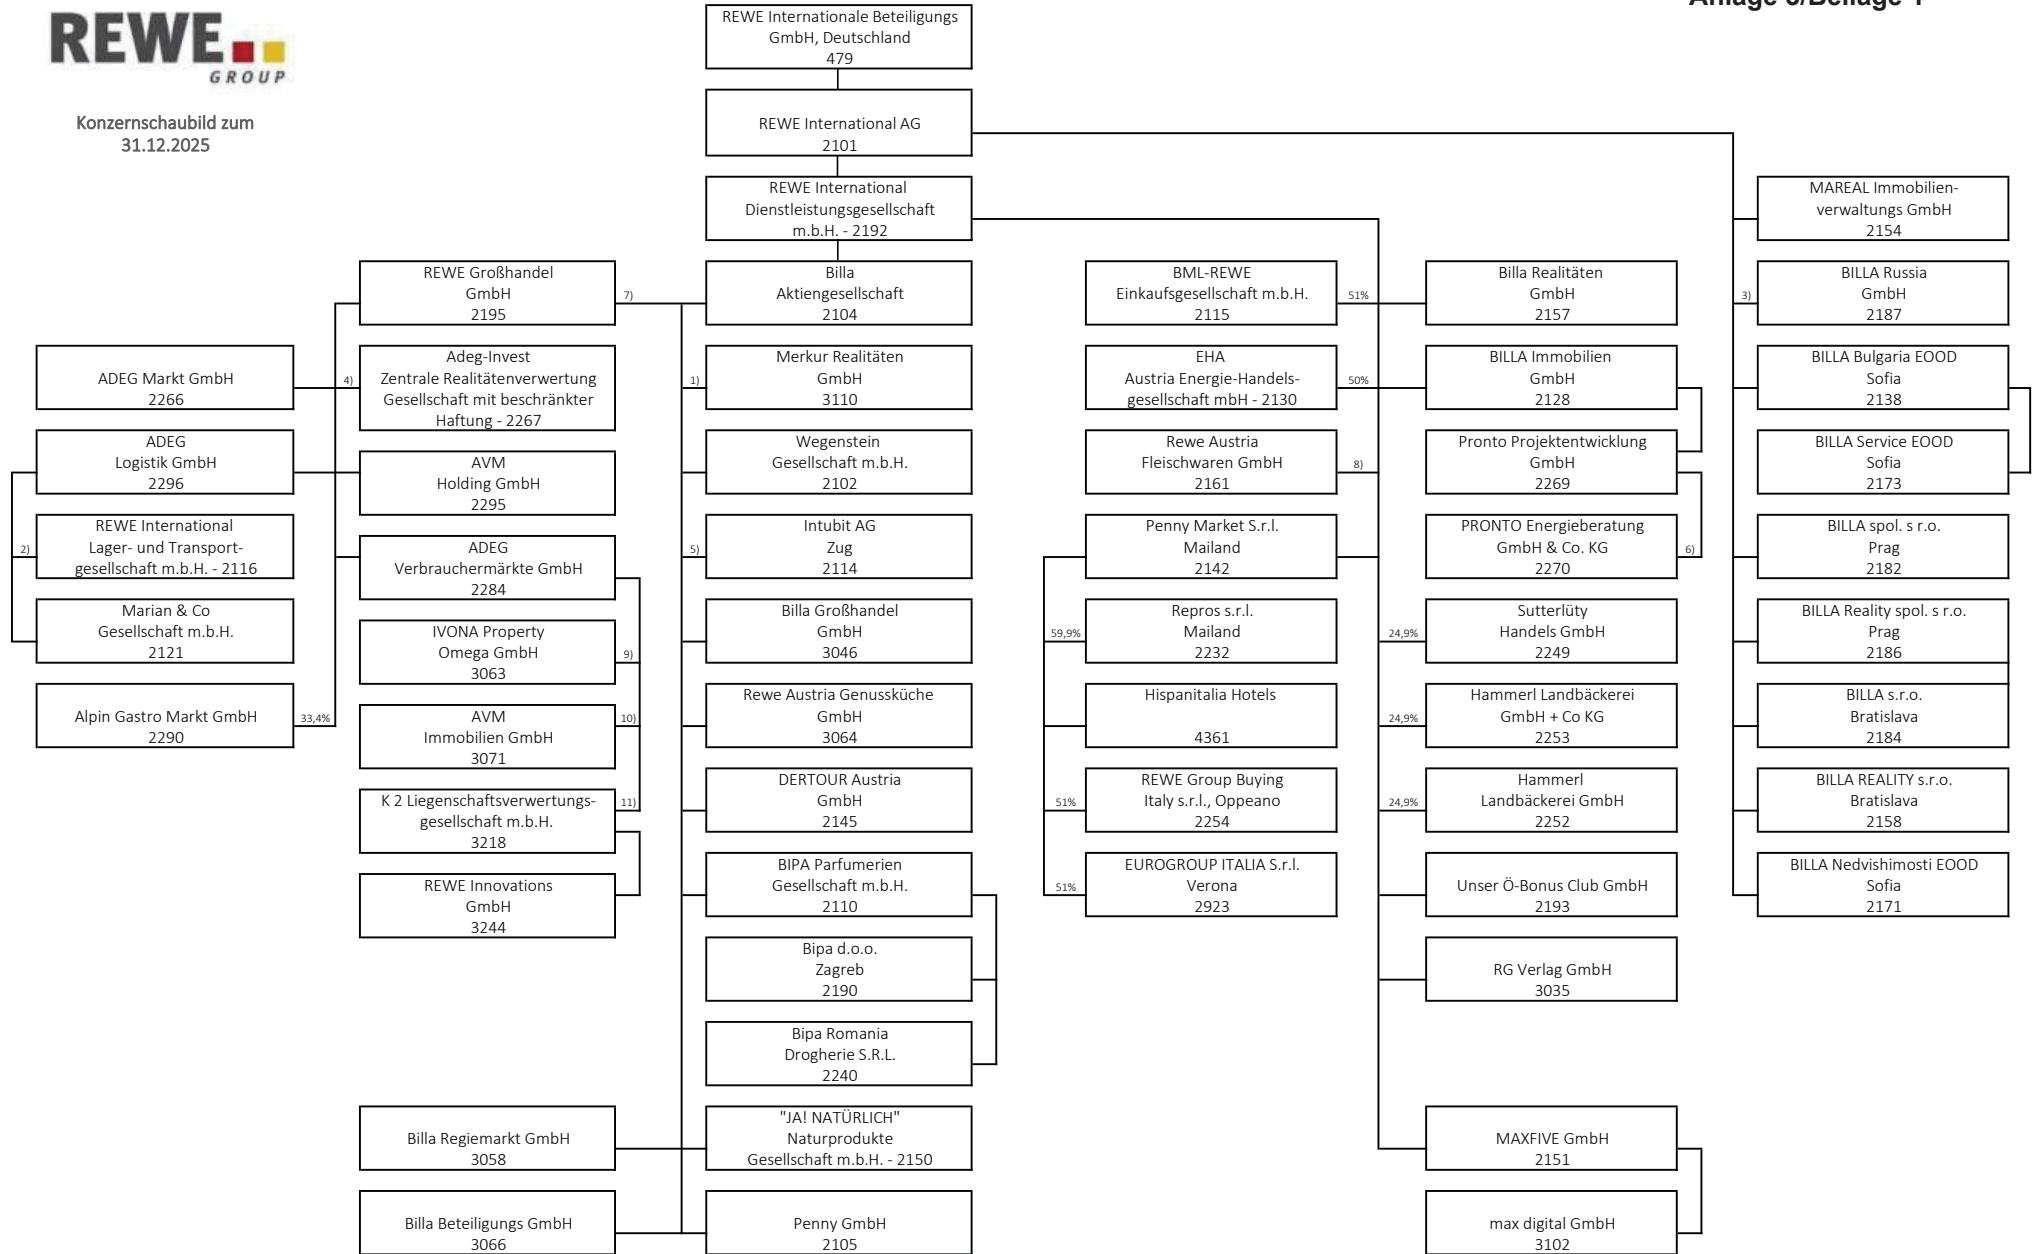 Anlage 3/Beilage 1
REWE
GROUP
Konzernschaubild zum
31.12.2025
REWE Internationale Beteiligungs
GmbH, Deutschland
479
REWE International AG
2101
REWE International
Dienstleistungsgesellschaft
m.b.H. - 2192
ADEG Markt GmbH
2266
ADEG
Logistik GmbH
2296
2)
REWE International
Lager- und Transport-
gesellschaft m.b.H. - 2116
Marian & Co
Gesellschaft m.b.H.
2121
Alpin Gastro Markt GmbH
2290
33,4%
REWE Großhandel
GmbH
2195
7)
4)
Adeg-Invest
Zentrale Realitätenverwertung
Gesellschaft mit beschränkter
Haftung - 2267
AVM
Holding GmbH
2295
ADEG
Verbrauchermärkte GmbH
2284
IVONA Property
Omega GmbH
3063
9)
AVM
Immobilien GmbH
3071
10)
K 2 Liegenschaftsverwertungs-
gesellschaft m.b.H.
3218
11)
REWE Innovations
GmbH
3244
Billa Regiemarkt GmbH
3058
Billa Beteiligungs GmbH
3066
Billa
Aktiengesellschaft
2104
1)
Merkur Realitäten
GmbH
3110
Wegenstein
Gesellschaft m.b.H.
2102
5)
Intubit AG
Zug
2114
Billa Großhandel
GmbH
3046
Rewe Austria Genussküche
GmbH
3064
DERTOUR Austria
GmbH
2145
BIPA Parfumerien
Gesellschaft m.b.H.
2110
Bipa d.o.o.
Zagreb
2190
Bipa Romania
Drogherie S.R.L.
2240
"JA! NATÜRLICH"
Naturprodukte
Gesellschaft m.b.H. - 2150
Penny GmbH
2105
BML-REWE
Einkaufsgesellschaft m.b.H.
2115
51%
EHA
Austria Energie-Handels-
gesellschaft mbH - 2130
50%
Rewe Austria
Fleischwaren GmbH
2161
8)
Penny Market S.r.l.
Mailand
2142
59,9%
Repros s.r.l.
Mailand
2232
Hispanitalia Hotels
4361
51%
REWE Group Buying
Italy s.r.l., Oppeano
2254
51%
EUROGROUP ITALIA S.r.l.
Verona
2923
Billa Realitäten
GmbH
2157
BILLA Immobilien
GmbH
2128
Pronto Projektentwicklung
GmbH
2269
PRONTO Energieberatung
GmbH & Co. KG
2270
6)
24,9%
Sutterlüty
Handels GmbH
2249
24,9%
Hammerl Landbäckerei
GmbH + Co KG
2253
24,9%
Hammerl
Landbäckerei GmbH
2252
Unser Ö-Bonus Club GmbH
2193
RG Verlag GmbH
3035
MAXFIVE GmbH
2151
max digital GmbH
3102
MAREAL Immobilien-
verwaltungs GmbH
2154
3)
BILLA Russia
GmbH
2187
BILLA Bulgaria EOOD
Sofia
2138
BILLA Service EOOD
Sofia
2173
BILLA spol. s r.o.
Prag
2182
BILLA Reality spol. s r.o.
Prag
2186
BILLA s.r.o.
Bratislava
2184
BILLA REALITY s.r.o.
Bratislava
2158
BILLA Nedvishimosti EOOD
Sofia
2171